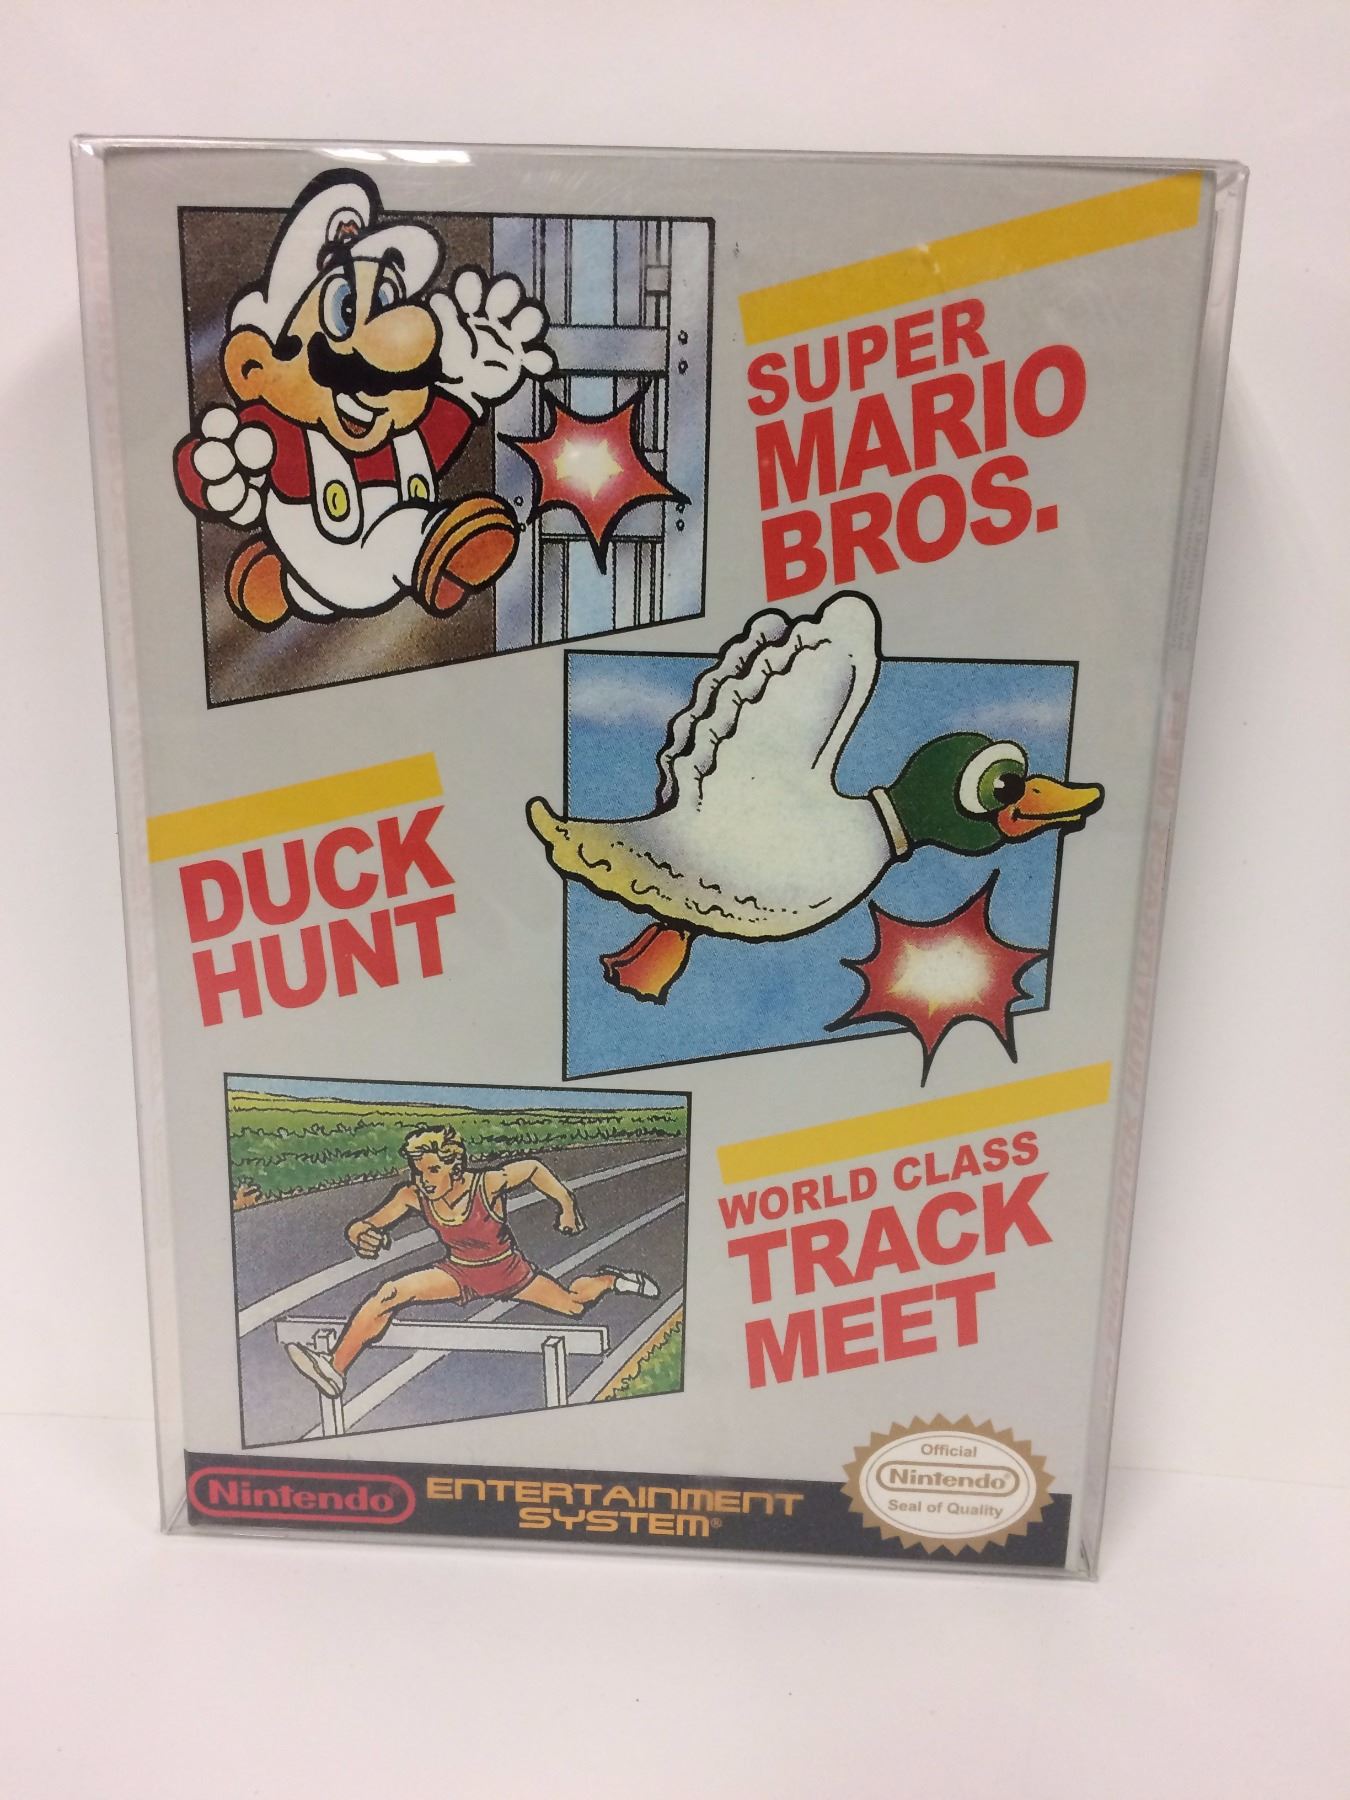 SUPER
MARIO
BROS.
DUCK
HUNT
WORLD CLASS
TRACK
MEET
Nintendo®
ENTERTAINMENT
SYSTEM®
Official
Nintendo®
Seal of Quality